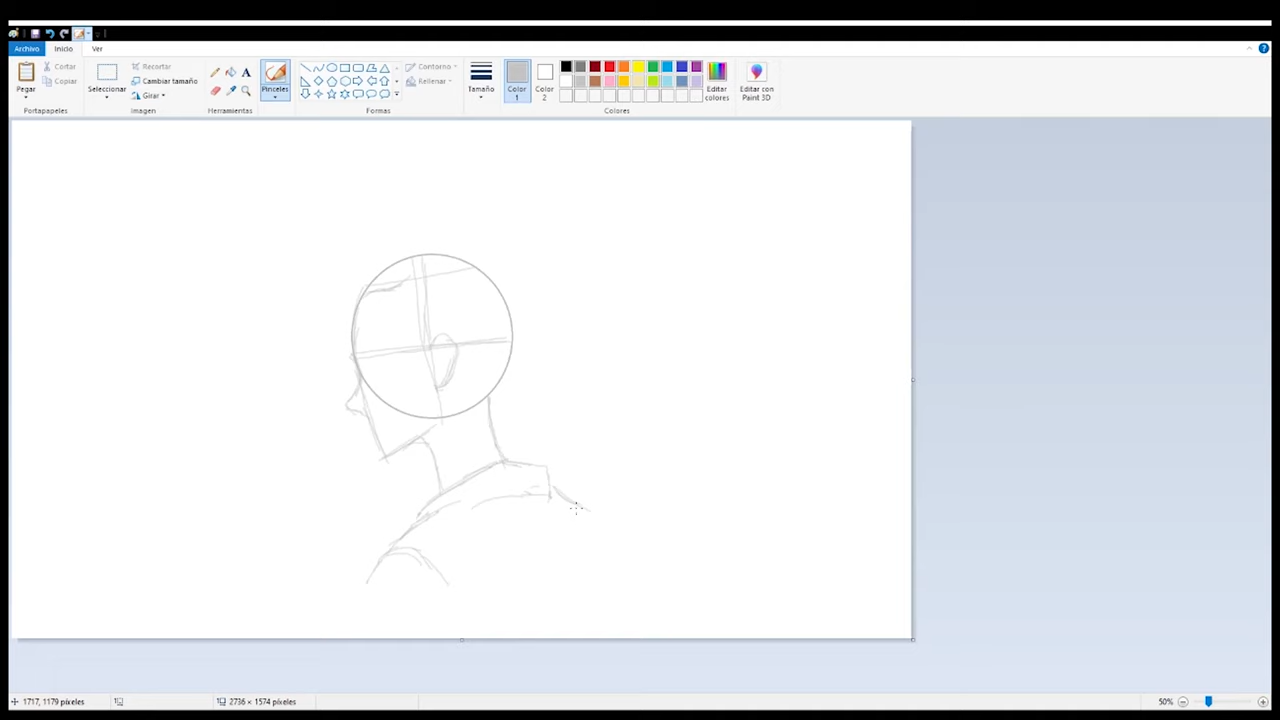 Archivo Inicio Ver
Pegar
Cortar
Copiar
Portapapeles
Seleccionar
Recortar
Cambiar tamaño
Girar
Imagen
A
Herramientas
Pinceles
Contorno
Rellenar
Formas
Tamaño
Color 1
Color 2
Editar colores
Colores
Editar con Paint 3D
1717, 1179 píxeles
2736 × 1574 píxeles
50%